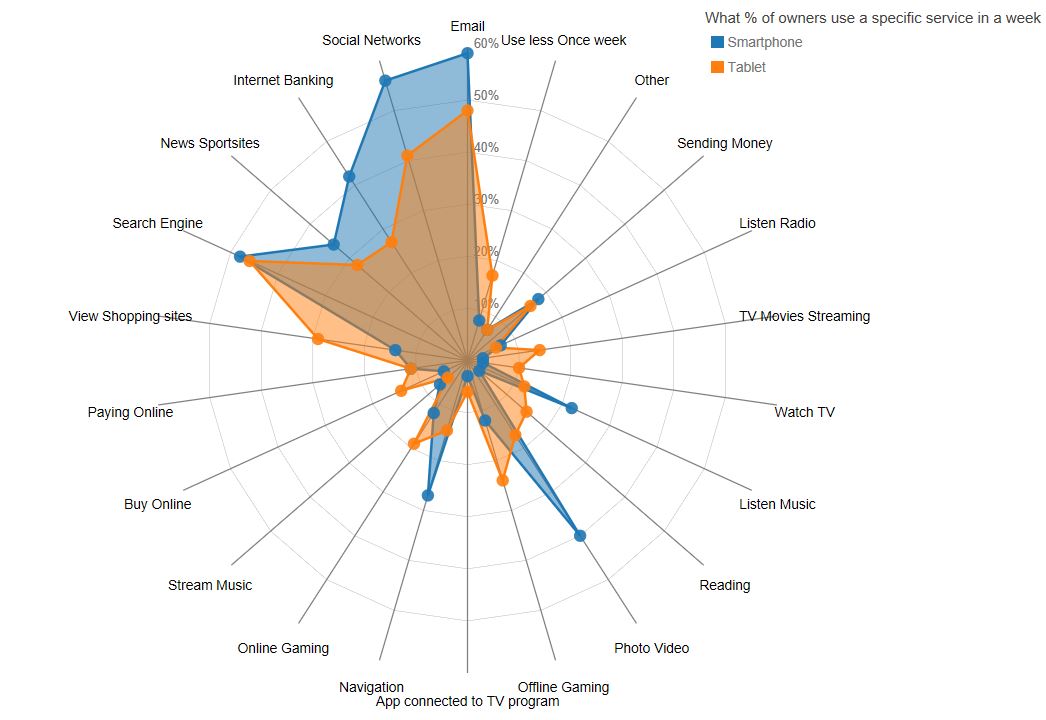 What % of owners use a specific service in a week
Smartphone
Tablet
Email
Social Networks
60%
Use less Once week
Internet Banking
Other
50%
News Sportsites
40%
Sending Money
30%
Search Engine
Listen Radio
20%
10%
View Shopping sites
TV Movies Streaming
Paying Online
Watch TV
Buy Online
Listen Music
Stream Music
Reading
Online Gaming
Photo Video
Navigation
Offline Gaming
App connected to TV program